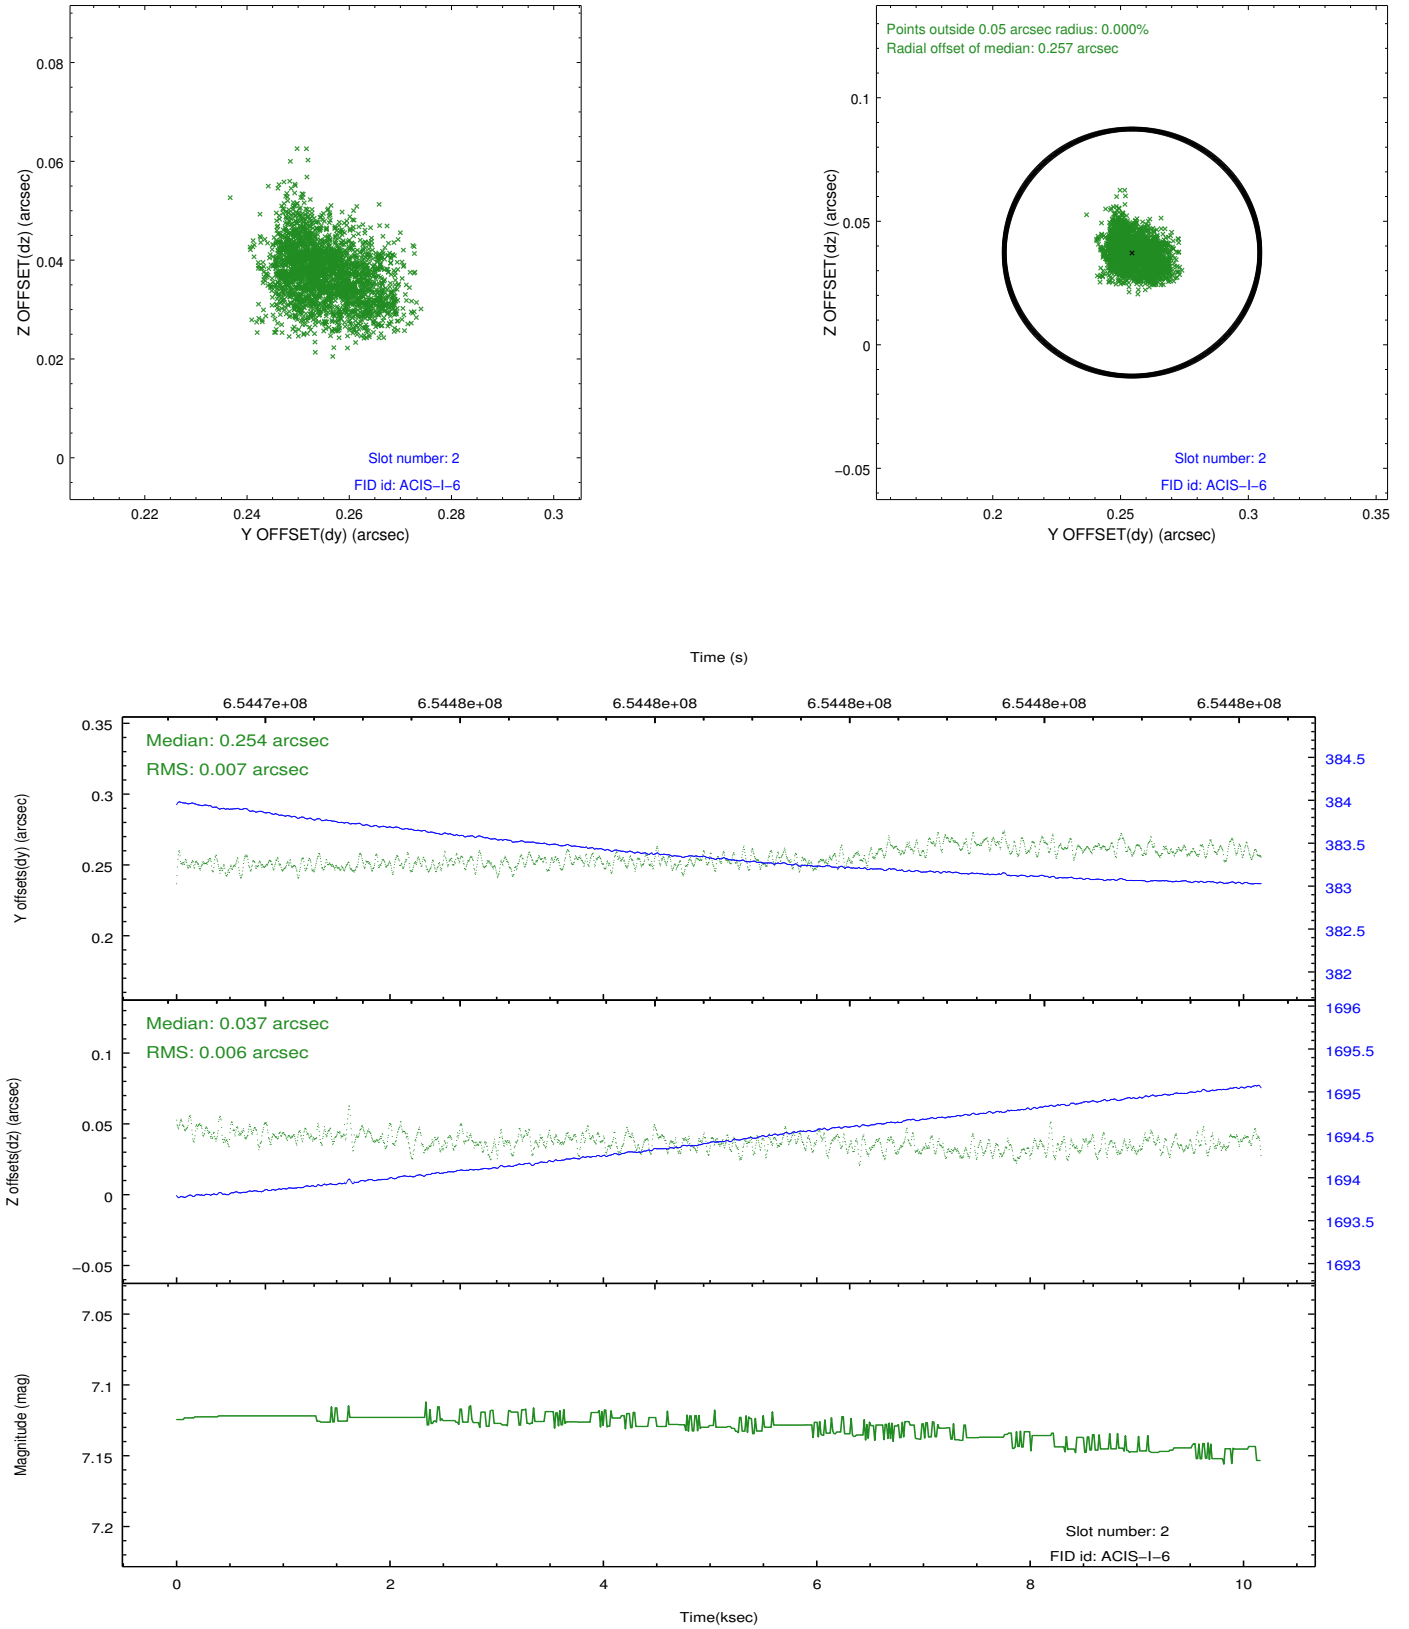 0.08
0.06
0.04
0.02
0
Z OFFSET(dz) (arcsec)
Slot number: 2
FID id: ACIS−I−6
0.22 0.24 0.26 0.28 0.3
Y OFFSET(dy) (arcsec)
Points outside 0.05 arcsec radius: 0.000%
Radial offset of median: 0.257 arcsec
0.1
0.05
0
−0.05
Z OFFSET(dz) (arcsec)
Slot number: 2
FID id: ACIS−I−6
0.2 0.25 0.3 0.35
Y OFFSET(dy) (arcsec)
Time (s)
6.5447e+08 6.5448e+08 6.5448e+08 6.5448e+08 6.5448e+08 6.5448e+08
Median: 0.254 arcsec
RMS: 0.007 arcsec
0.35
0.3
0.25
0.2
Y offsets(dy) (arcsec)
384.5
384
383.5
383
382.5
382
Median: 0.037 arcsec
RMS: 0.006 arcsec
0.1
0.05
0
−0.05
Z offsets(dz) (arcsec)
1696
1695.5
1695
1694.5
1694
1693.5
1693
7.05
7.1
7.15
7.2
Magnitude (mag)
Slot number: 2
FID id: ACIS−I−6
0 2 4 6 8 10
Time(ksec)